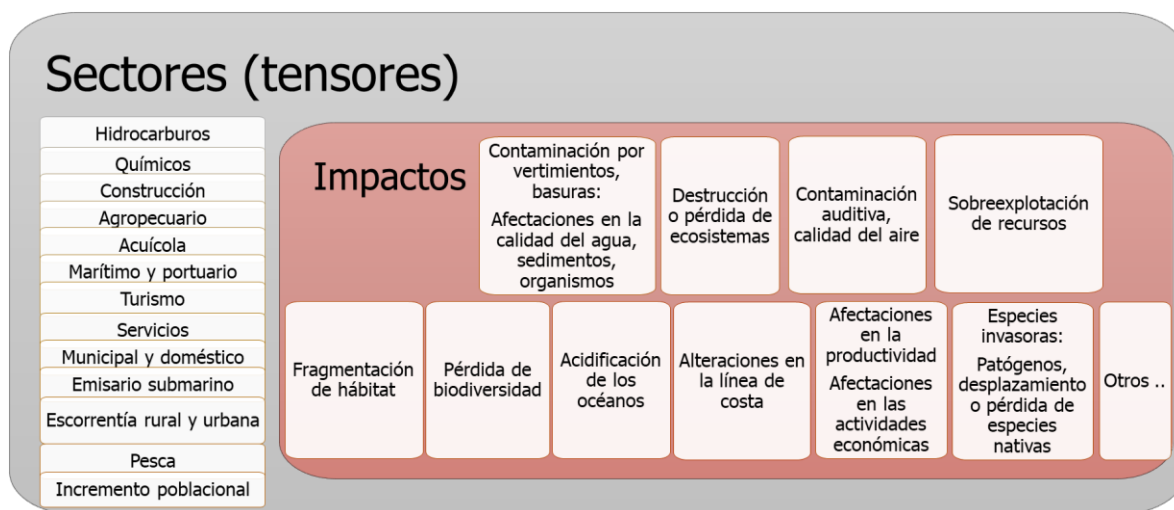 Sectores (tensores)
Hidrocarburos
Químicos
Construcción
Agropecuario
Acuícola
Marítimo y portuario
Turismo
Servicios
Municipal y doméstico
Emisario submarino
Escorrentía rural y urbana
Pesca
Incremento poblacional
Impactos
Contaminación por
vertimientos,
basuras:
Afectaciones en la
calidad del agua,
sedimentos,
organismos
Destrucción
o pérdida de
ecosistemas
Contaminación
auditiva,
calidad del aire
Sobreexplotación
de recursos
Fragmentación
de hábitat
Pérdida de
biodiversidad
Acidificación
de los
océanos
Alteraciones en
la línea de
costa
Afectaciones
en la
productividad
Afectaciones
en las
actividades
económicas
Especies
invasoras:
Patógenos,
desplazamiento
o pérdida de
especies
nativas
Otros ..